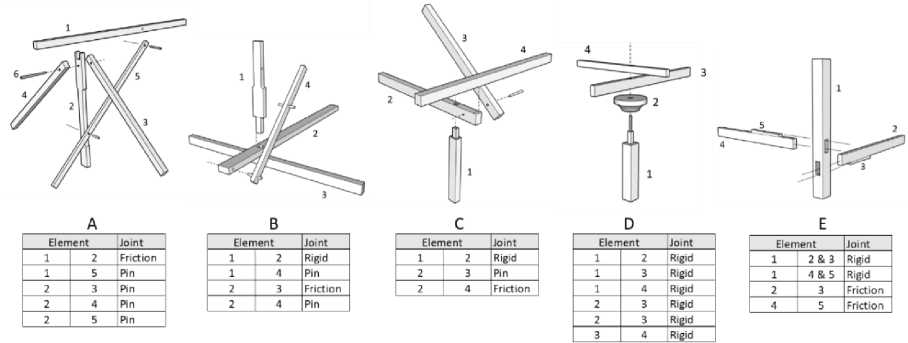 1
6
5
4
2
3
1
4
2
3
3
4
2
1
4
3
2
1
1
5
2
4
3
A
Element Joint
1 2 Friction
1 5 Pin
2 3 Pin
2 4 Pin
2 5 Pin
B
Element Joint
1 2 Rigid
1 4 Pin
2 3 Friction
2 4 Pin
C
Element Joint
1 2 Rigid
2 3 Pin
2 4 Friction
D
Element Joint
1 2 Rigid
1 3 Rigid
1 4 Rigid
2 3 Rigid
2 3 Rigid
3 4 Rigid
E
Element Joint
1 2 & 3 Rigid
1 4 & 5 Rigid
2 3 Friction
4 5 Friction